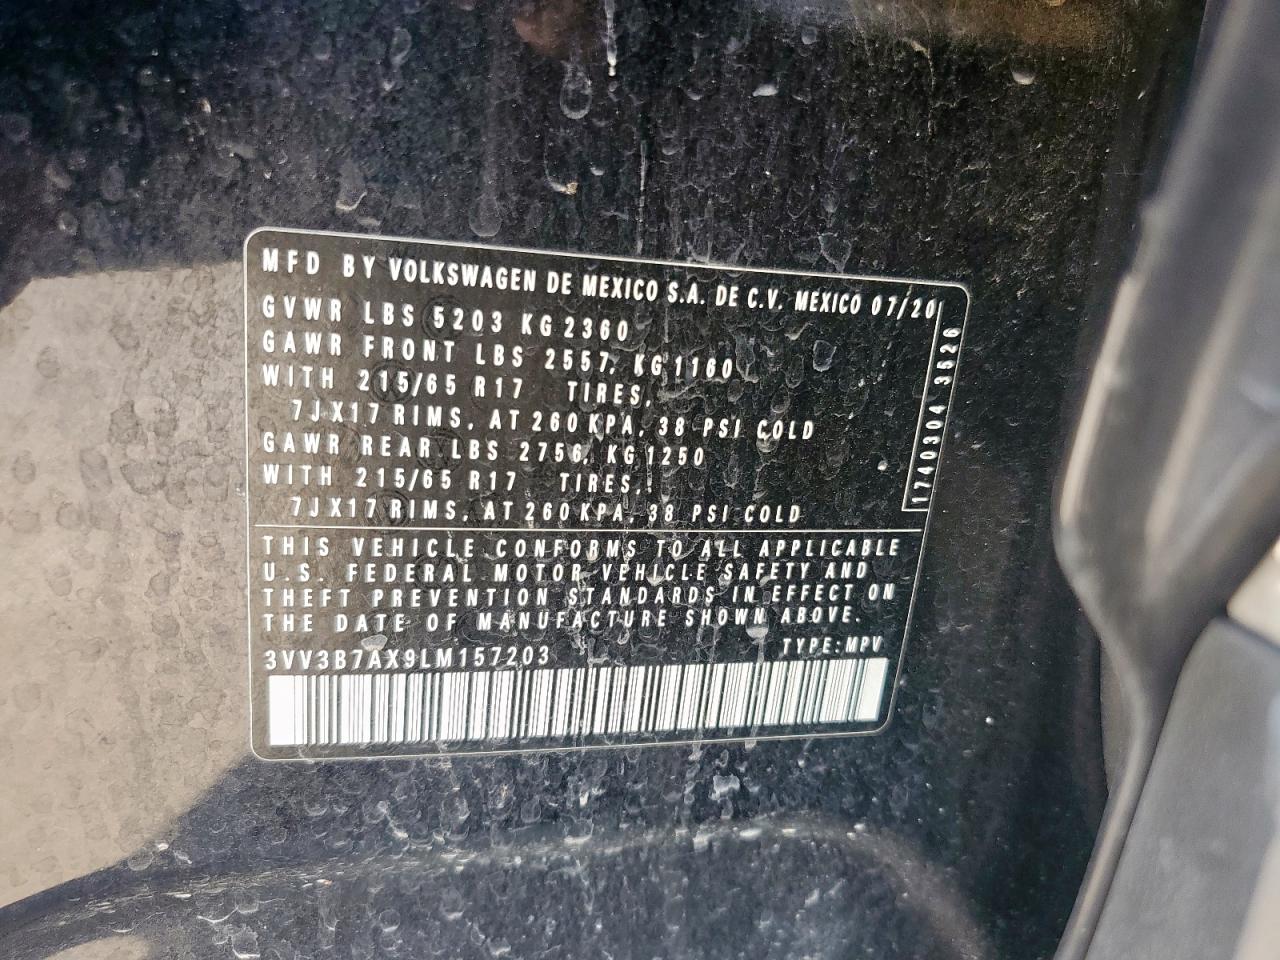 MFD BY VOLKSWAGEN DE MEXICO S.A. DE C.V. MEXICO 07/20
GVWR LBS 5203 KG 2360
GAWR FRONT LBS 2557, KG 1160
WITH 215/65 R17 TIRES,
7JX17 RIMS, AT 260 KPA, 38 PSI COLD
GAWR REAR LBS 2756, KG 1250
WITH 215/65 R17 TIRES,
7JX17 RIMS, AT 260 KPA, 38 PSI COLD
1740304 3526
THIS VEHICLE CONFORMS TO ALL APPLICABLE
U.S. FEDERAL MOTOR VEHICLE SAFETY AND
THEFT PREVENTION STANDARDS IN EFFECT ON
THE DATE OF MANUFACTURE SHOWN ABOVE.
3VV3B7AX9LM157203 TYPE:MPV